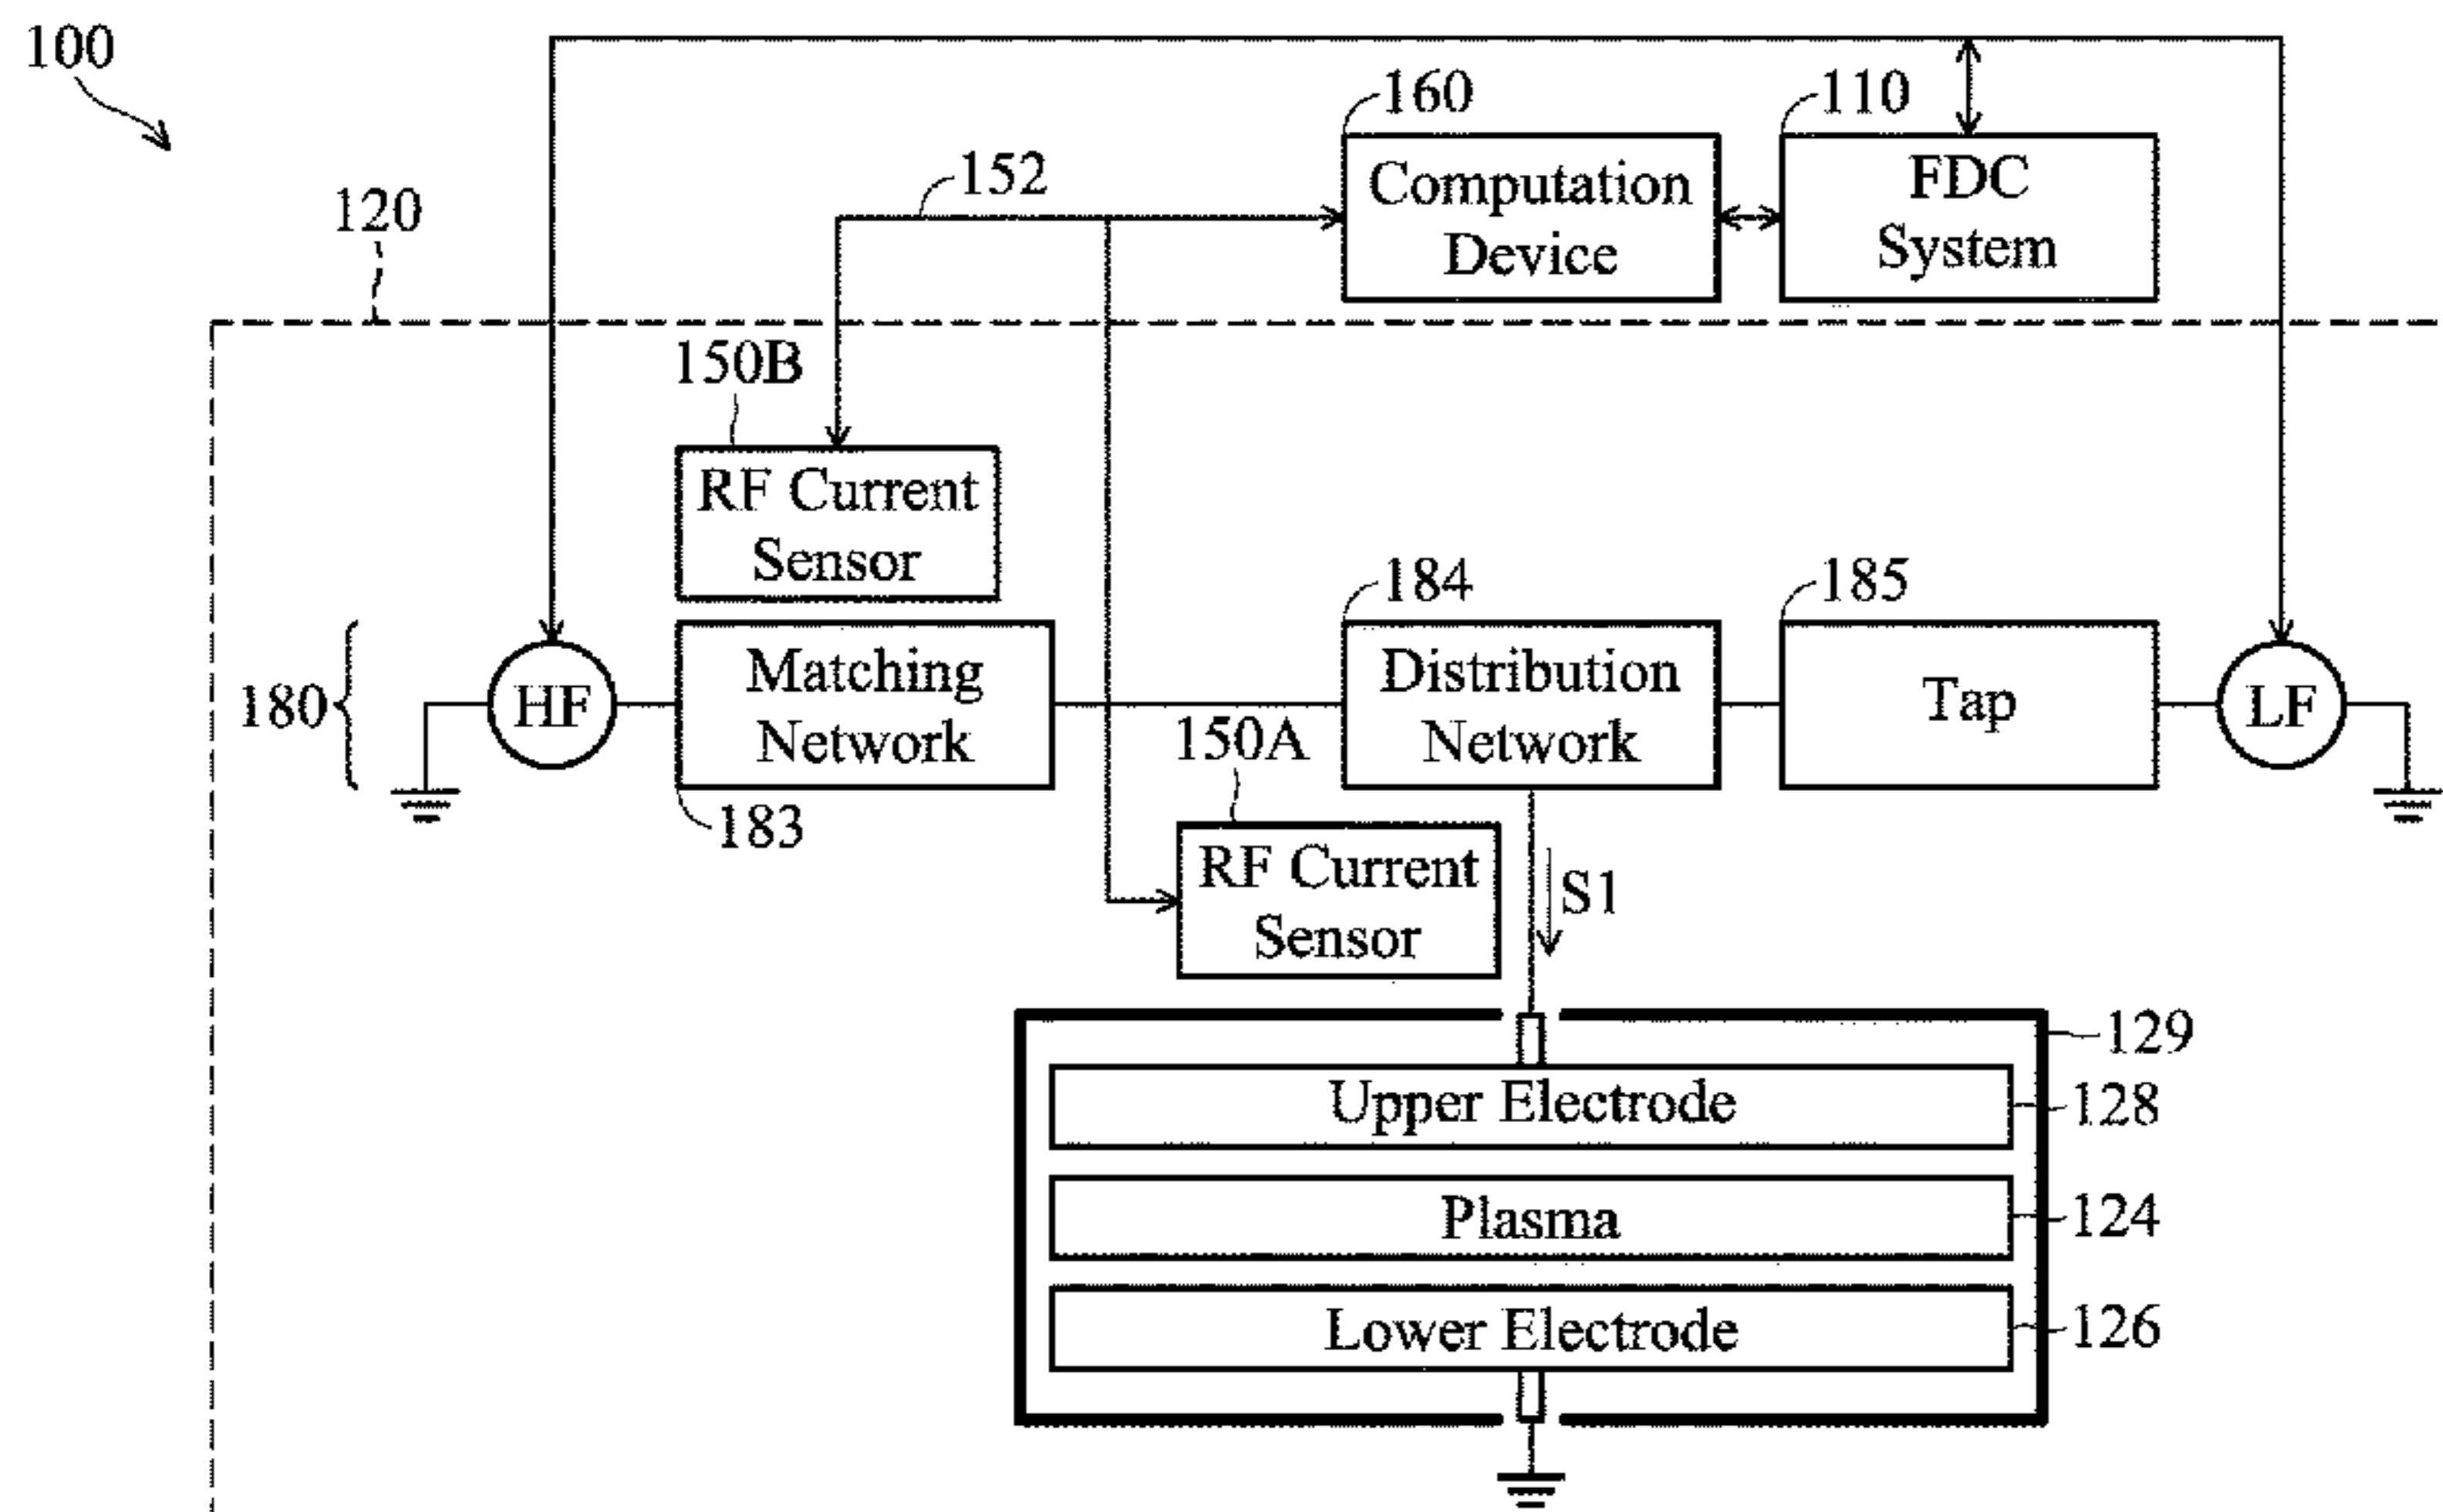 100
160
110
152
Computation
Device
FDC
System
120
150B
RF Current
Sensor
184
185
180
HF
Matching
Network
Distribution
Network
Tap
LF
150A
183
RF Current
Sensor
S1
129
Upper Electrode
128
Plasma
124
Lower Electrode
126